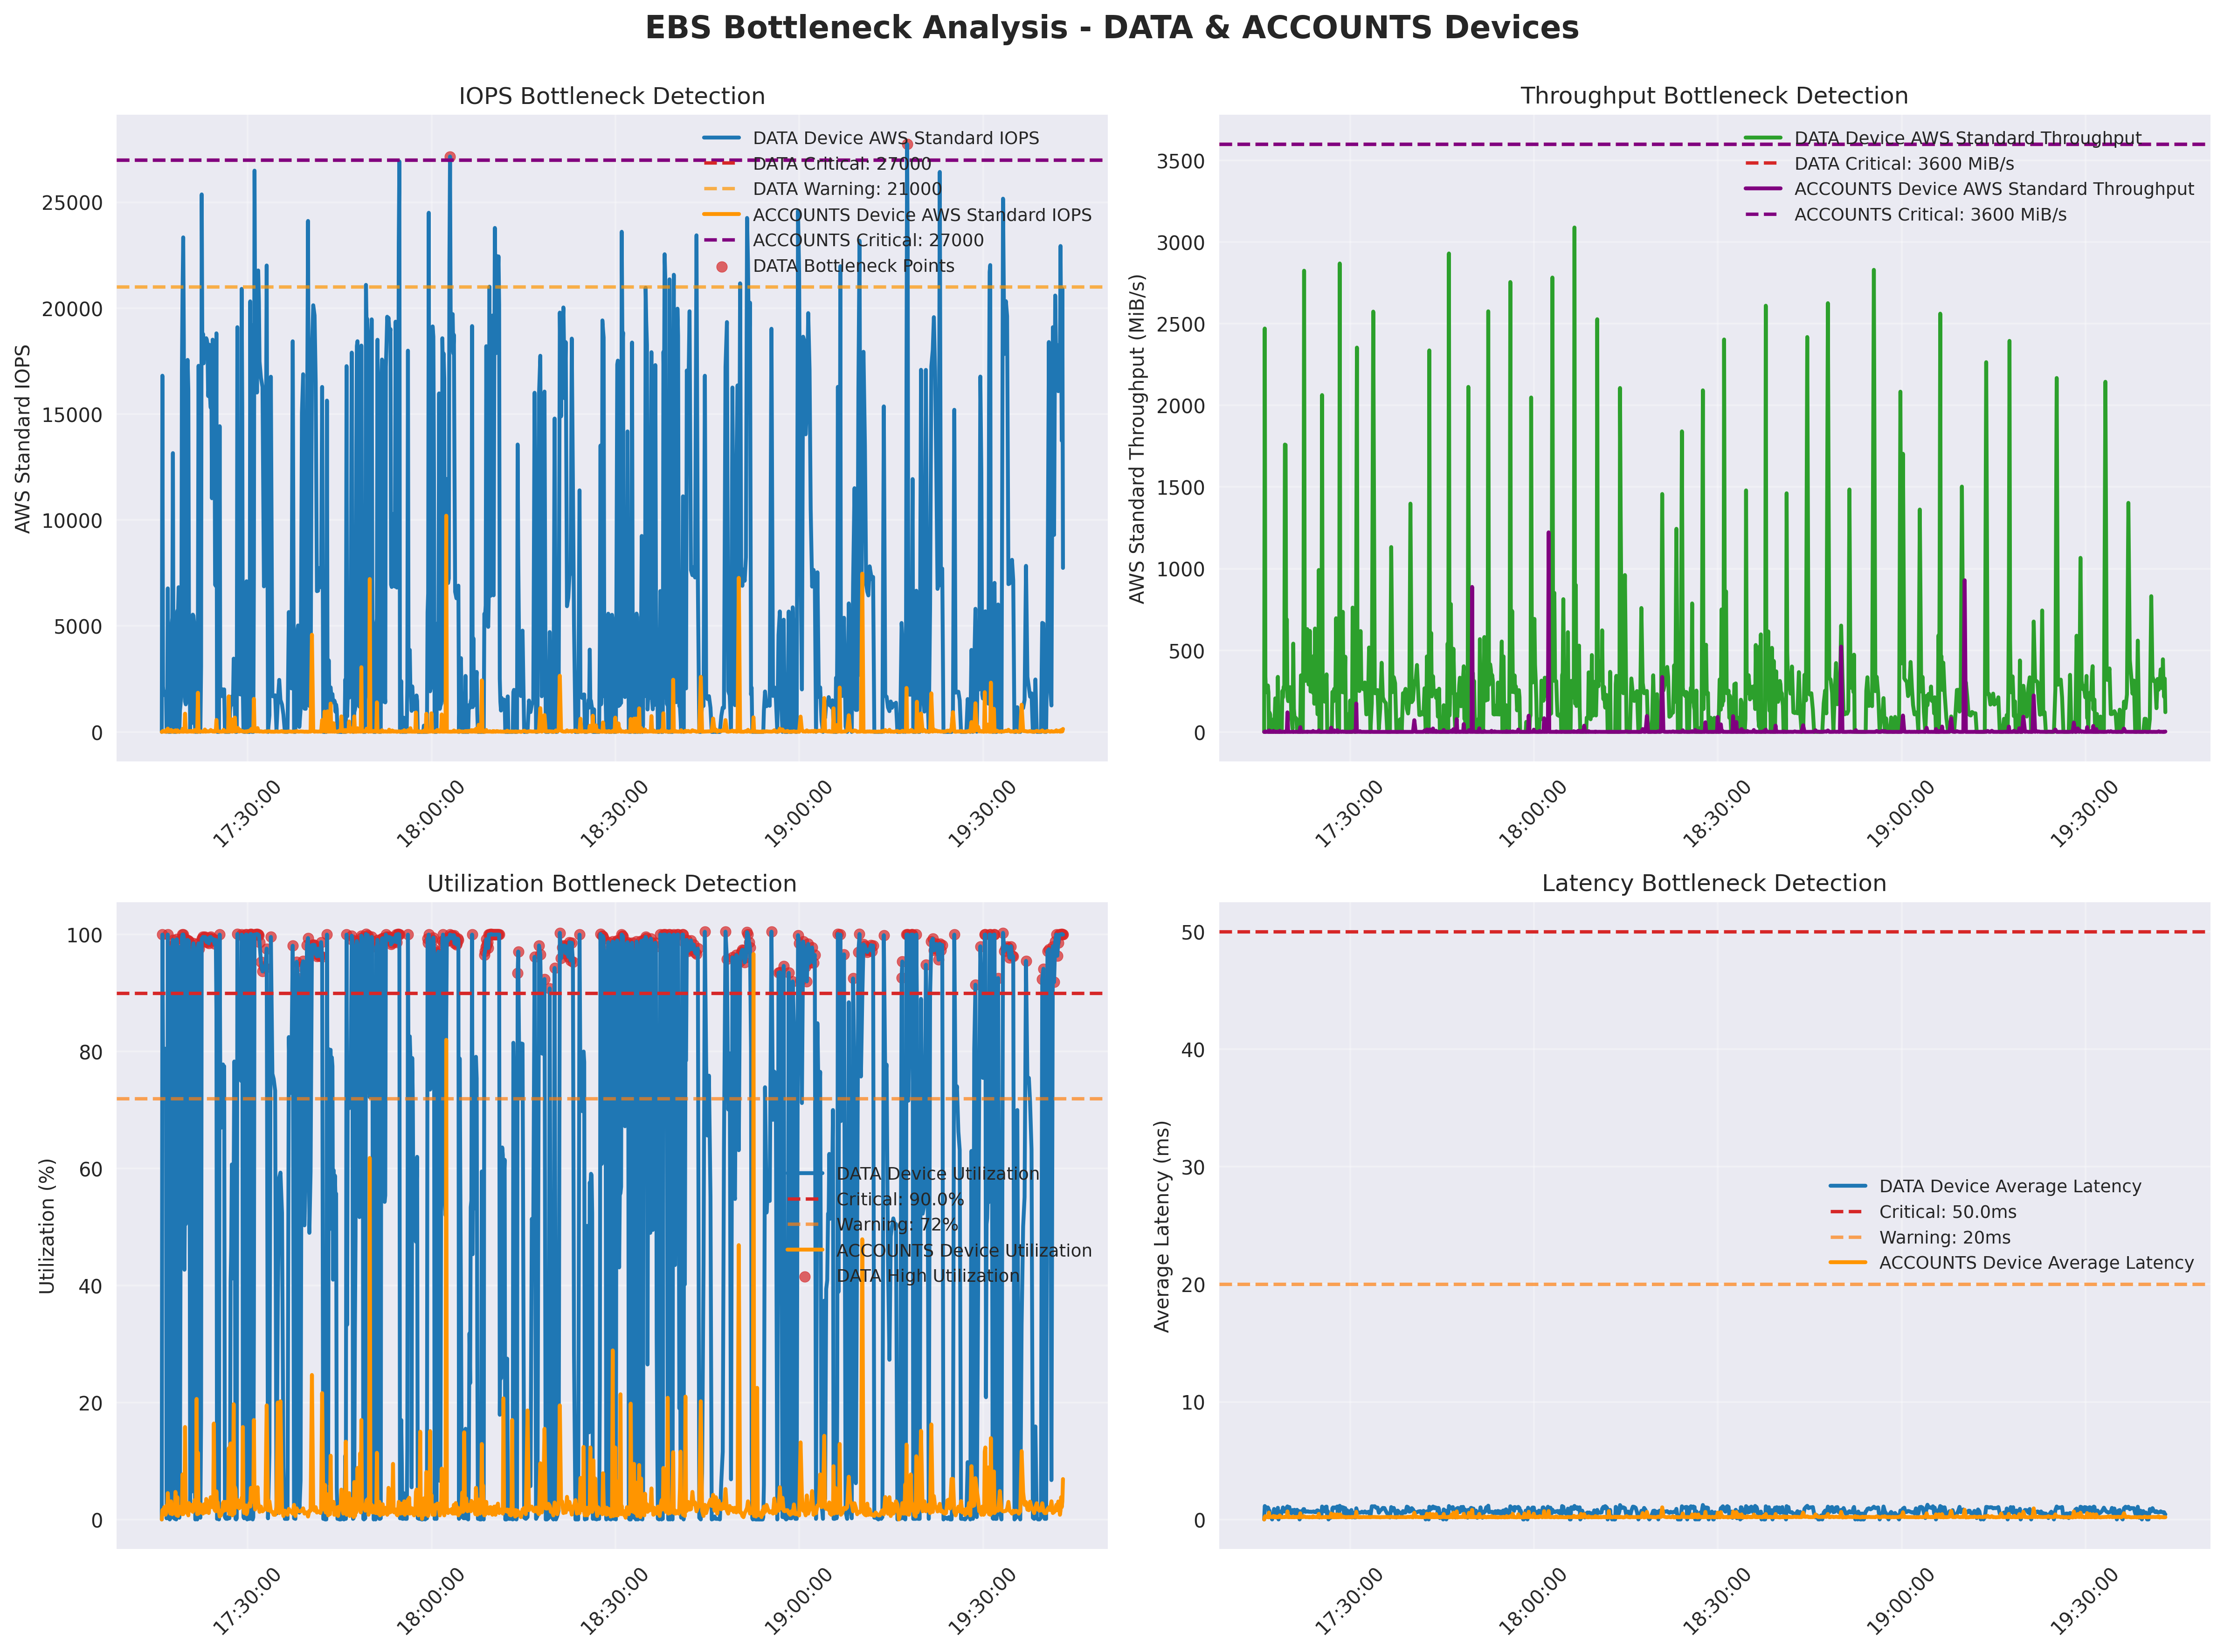 EBS Bottleneck Analysis - DATA & ACCOUNTS Devices
IOPS Bottleneck Detection
AWS Standard IOPS
25000
20000
15000
10000
5000
0
17:30:00
18:00:00
18:30:00
19:00:00
19:30:00
DATA Device AWS Standard IOPS
DATA Critical: 27000
DATA Warning: 21000
ACCOUNTS Device AWS Standard IOPS
ACCOUNTS Critical: 27000
DATA Bottleneck Points
Throughput Bottleneck Detection
AWS Standard Throughput (MiB/s)
3500
3000
2500
2000
1500
1000
500
0
17:30:00
18:00:00
18:30:00
19:00:00
19:30:00
DATA Device AWS Standard Throughput
DATA Critical: 3600 MiB/s
ACCOUNTS Device AWS Standard Throughput
ACCOUNTS Critical: 3600 MiB/s
Utilization Bottleneck Detection
Utilization (%)
100
80
60
40
20
0
17:30:00
18:00:00
18:30:00
19:00:00
19:30:00
DATA Device Utilization
Critical: 90.0%
Warning: 72%
ACCOUNTS Device Utilization
DATA High Utilization
Latency Bottleneck Detection
Average Latency (ms)
50
40
30
20
10
0
17:30:00
18:00:00
18:30:00
19:00:00
19:30:00
DATA Device Average Latency
Critical: 50.0ms
Warning: 20ms
ACCOUNTS Device Average Latency